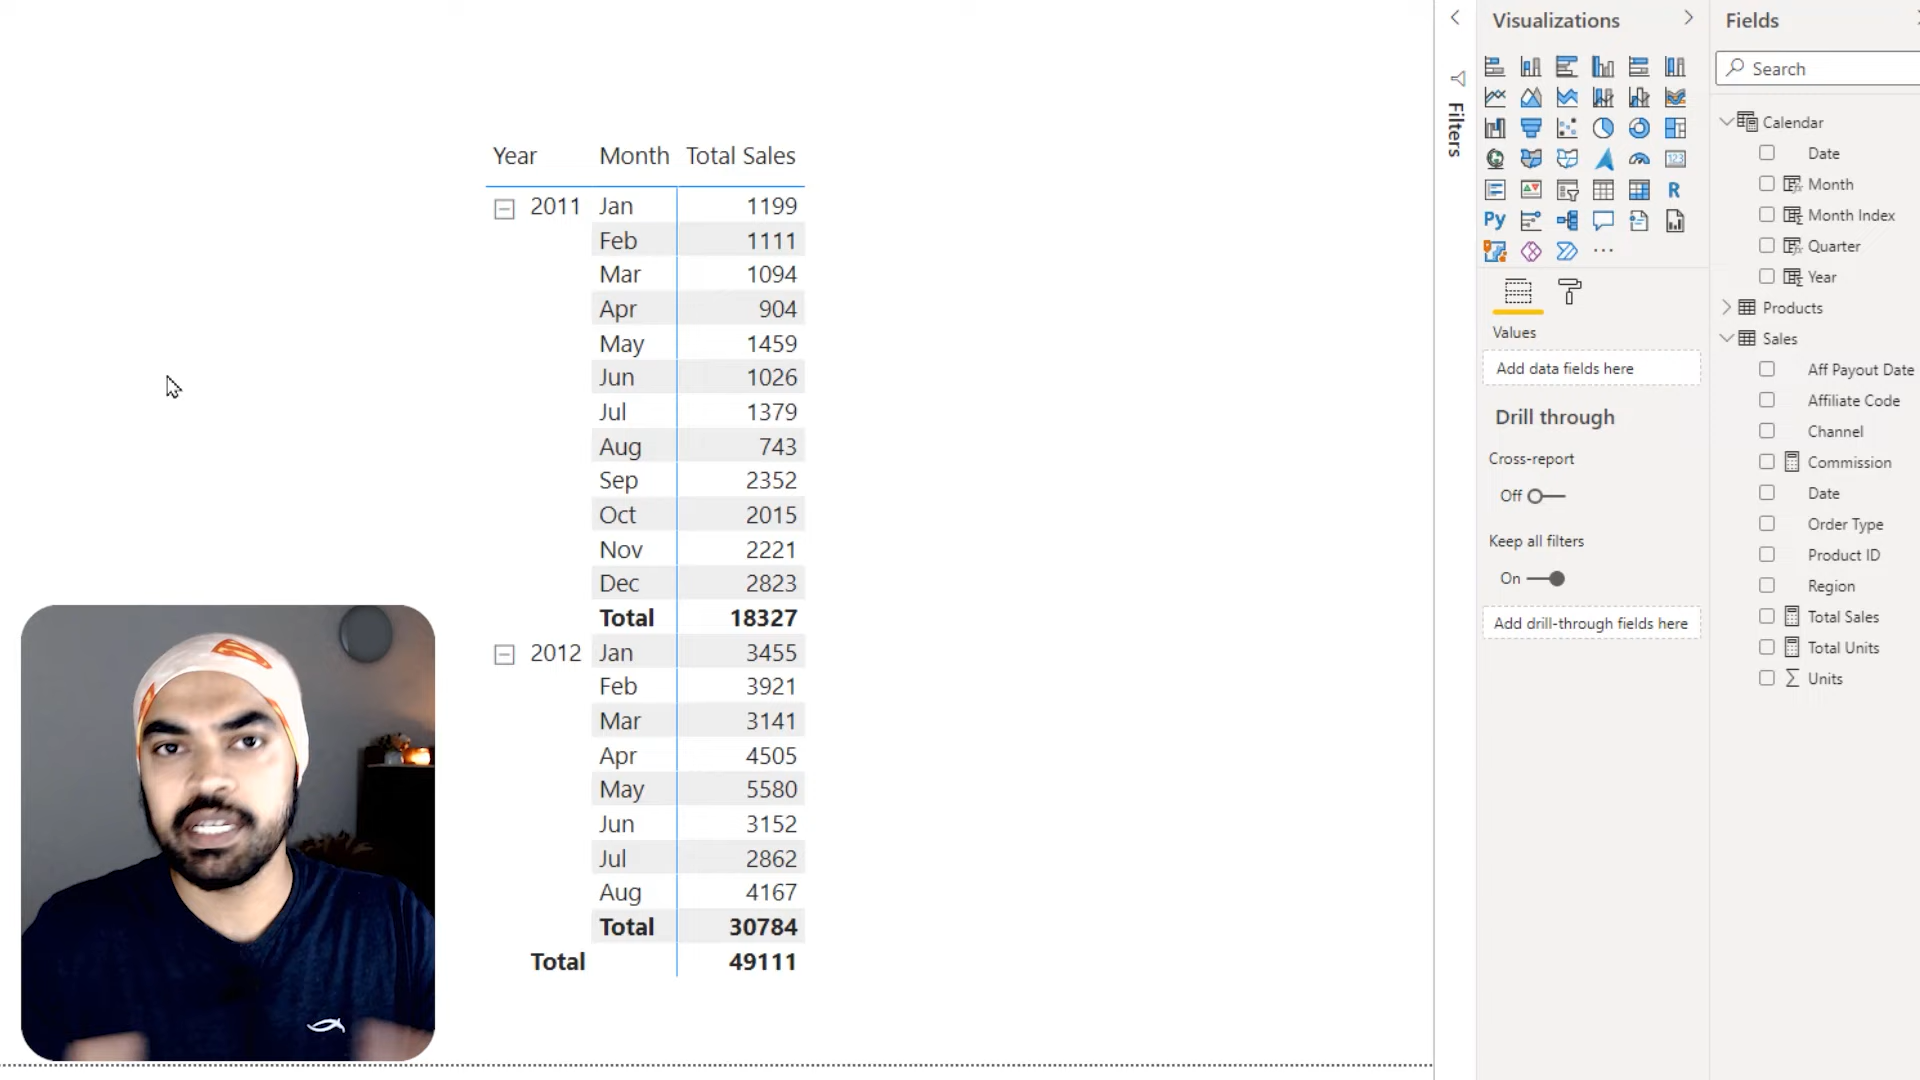 Year Month Total Sales
2011 Jan 1199
Feb 1111
Mar 1094
Apr 904
May 1459
Jun 1026
Jul 1379
Aug 743
Sep 2352
Oct 2015
Nov 2221
Dec 2823
Total 18327
2012 Jan 3455
Feb 3921
Mar 3141
Apr 4505
May 5580
Jun 3152
Jul 2862
Aug 4167
Total 30784
Total 49111
Filters
Visualizations
123
R
Py
Values
Add data fields here
Drill through
Cross-report
Off
Keep all filters
On
Add drill-through fields here
Fields
Search
Calendar
Date
Month
Month Index
Quarter
Year
Products
Sales
Aff Payout Date
Affiliate Code
Channel
Commission
Date
Order Type
Product ID
Region
Total Sales
Total Units
Σ Units